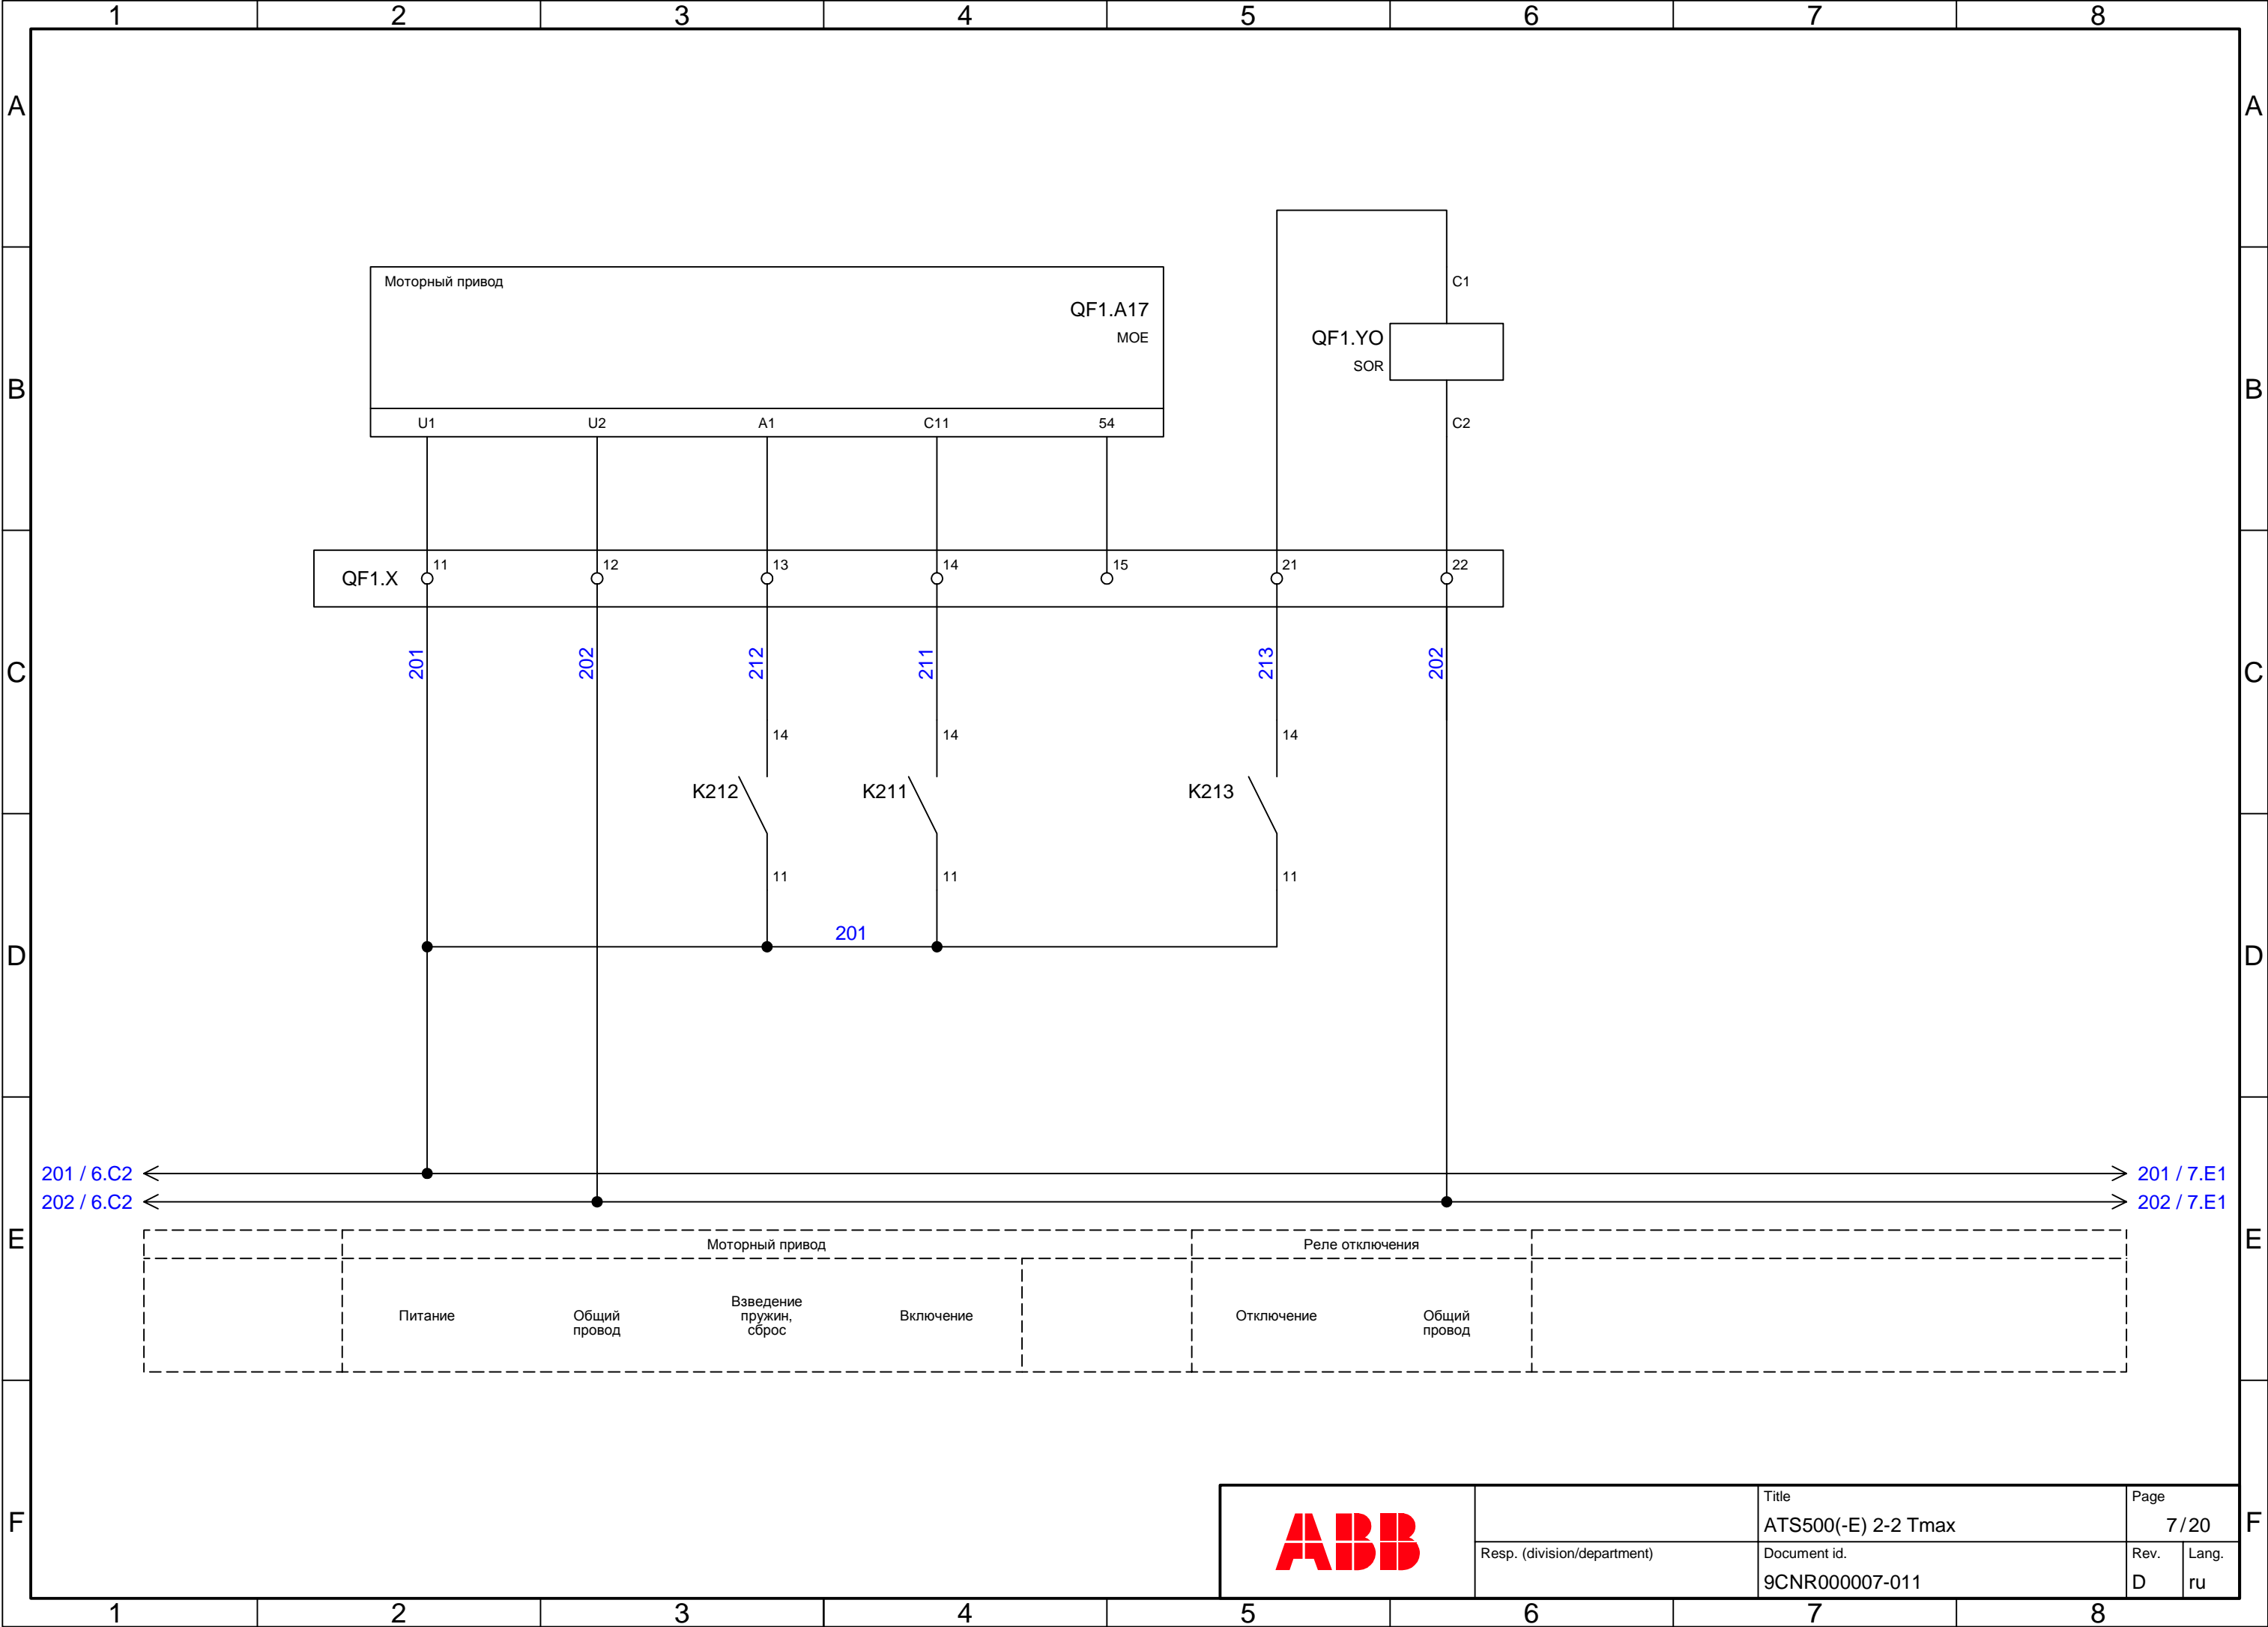 1 2 3 4 5 6 7 8
A A
Моторный привод
QF1.A17
MOE
C1
QF1.YO
SOR
B B
U1 U2 A1 C11 54
C2
QF1.X 11 12 13 14 15 21 22
201 202 212 211 213 202
C C
14 14 14
K212 K211 K213
11 11 11
201
D D
201 / 6.C2 201 / 7.E1
202 / 6.C2 202 / 7.E1
E E
Моторный привод Реле отключения
Питание
Общий
провод
Взведение
пружин,
сброс
Включение
Отключение
Общий
провод
F F
ABB
Title
ATS500(-E) 2-2 Tmax
Page
7/20
Resp. (division/department)
Document id.
9CNR000007-011
Rev.
D
Lang.
ru
1 2 3 4 5 6 7 8